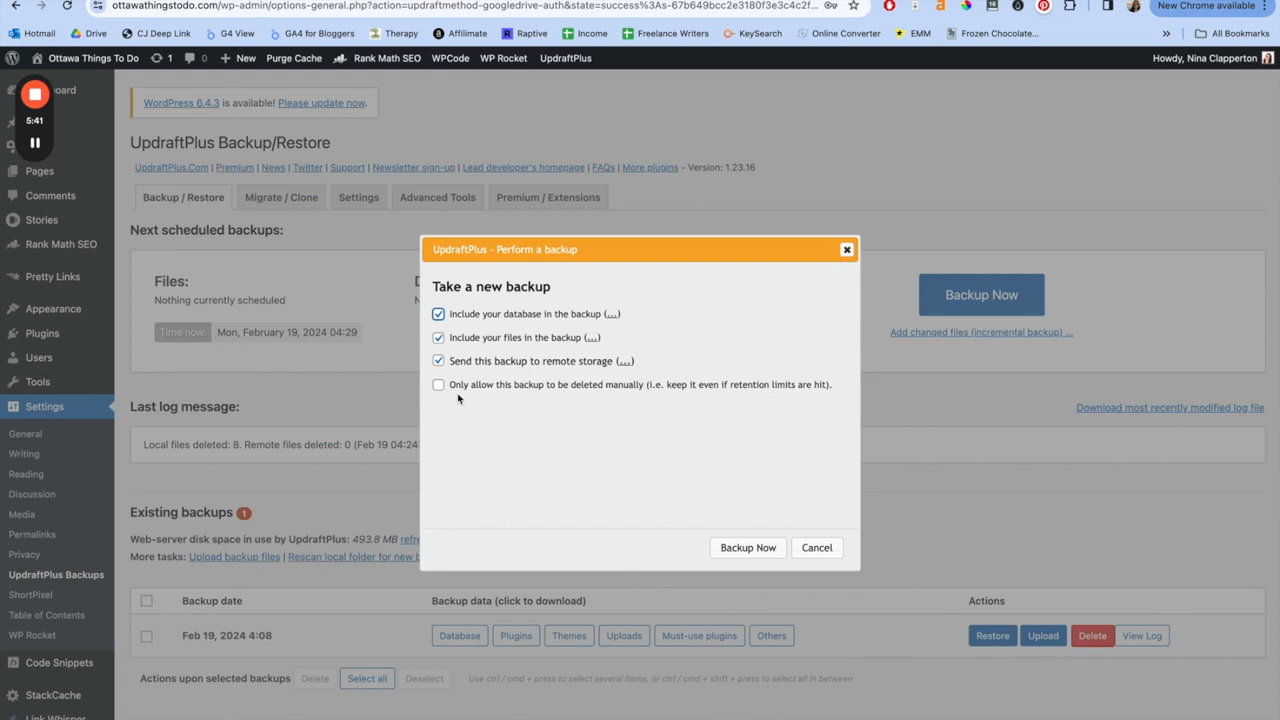 ottawathingstodo.com/wp-admin/options-general.php?action=updraftmethod-googledrive-auth&state=success%3As-67b649bcc2e3180f3e3c4c2f...
New Chrome available
Hotmail
Drive
CJ Deep Link
G4 View
GA4 for Bloggers
Therapy
Affilimate
Raptive
Income
Freelance Writers
KeySearch
Online Converter
EMM
Frozen Chocolate...
»
All Bookmarks
Ottawa Things To Do
1
0
+ New
Purge Cache
Rank Math SEO
WPCode
WP Rocket
UpdraftPlus
Howdy, Nina Clapperton
5:41
Pages
Comments
Stories
Rank Math SEO
Pretty Links
Appearance
Plugins
Users
Tools
Settings
General
Writing
Reading
Discussion
Media
Permalinks
Privacy
UpdraftPlus Backups
ShortPixel
Table of Contents
WP Rocket
Code Snippets
StackCache
Link Whisper
WordPress 6.4.3 is available! Please update now.
UpdraftPlus Backup/Restore
UpdraftPlus.Com | Premium | News | Twitter | Support | Newsletter sign-up | Lead developer's homepage | FAQs | More plugins - Version: 1.23.16
Backup / Restore
Migrate / Clone
Settings
Advanced Tools
Premium / Extensions
Next scheduled backups:
Files:
Nothing currently scheduled
Time now: Mon, February 19, 2024 04:29
Backup Now
Add changed files (incremental backup) ...
UpdraftPlus - Perform a backup
Take a new backup
Include your database in the backup (...)
Include your files in the backup (...)
Send this backup to remote storage (...)
Only allow this backup to be deleted manually (i.e. keep it even if retention limits are hit).
Backup Now
Cancel
Last log message:
Download most recently modified log file
Local files deleted: 8. Remote files deleted: 0 (Feb 19 04:24:
Existing backups 1
Web-server disk space in use by UpdraftPlus: 493.8 MB refre
More tasks: Upload backup files | Rescan local folder for new b
Backup date
Backup data (click to download)
Actions
Feb 19, 2024 4:08
Database
Plugins
Themes
Uploads
Must-use plugins
Others
Restore
Upload
Delete
View Log
Actions upon selected backups
Delete
Select all
Deselect
Use ctrl / cmd + press to select several items, or ctrl / cmd + shift + press to select all in between